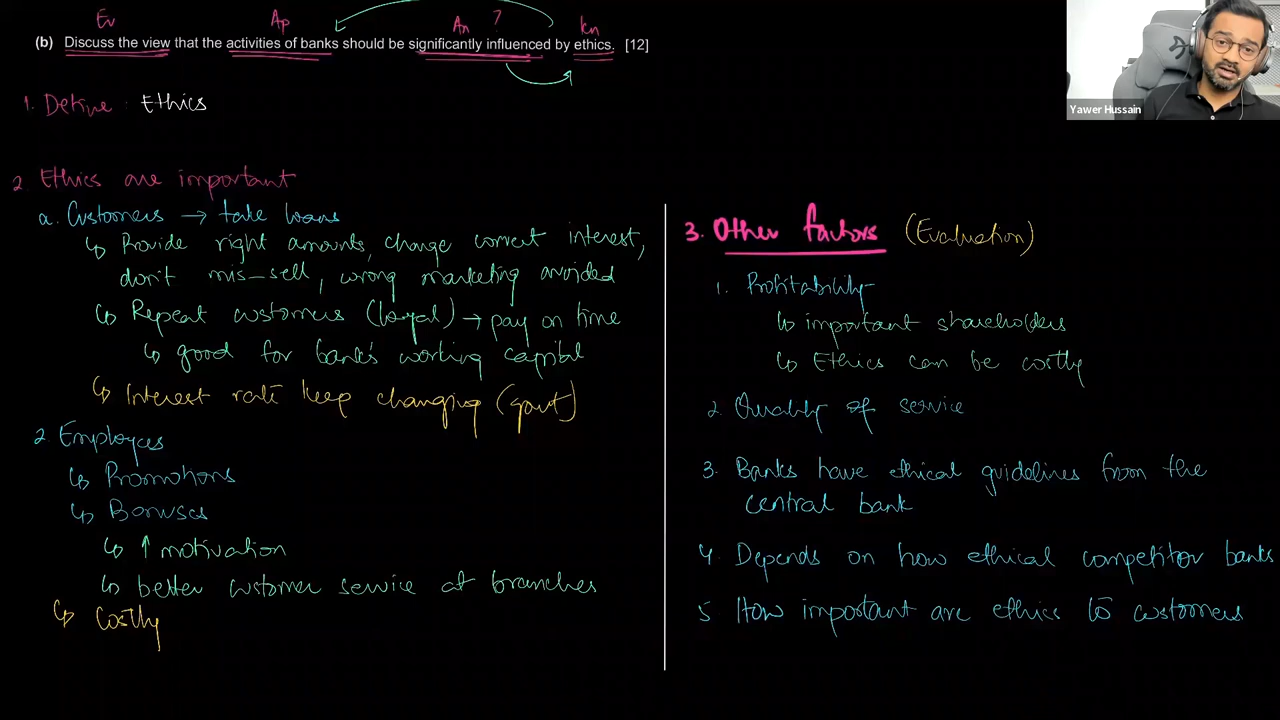 Ev Ap An ? kn
(b) Discuss the view that the activities of banks should be significantly influenced by ethics. [12]
Yawer Hussain
1. Define : Ethics
2 Ethics are important
a. Customers → take loans
↳ Provide right amounts, change correct interest,
don't mis-sell, wrong marketing avoided
↳ Repeat customers (loyal) → pay on time
↳ good for bank's working capital
↳ Interest rate keep changing (govt)
2 Employees
↳ Promotions
↳ Bonuses
↳ ↑ motivation
↳ better customer service at branches
↳ Costly
3. Other factors (Evaluation)
1. Profitability
↳ important shareholders
↳ Ethics can be costly
2. Quality of service
3. Banks have ethical guidelines from the
central bank
4 Depends on how ethical competitor banks
5 How important are ethics to customers